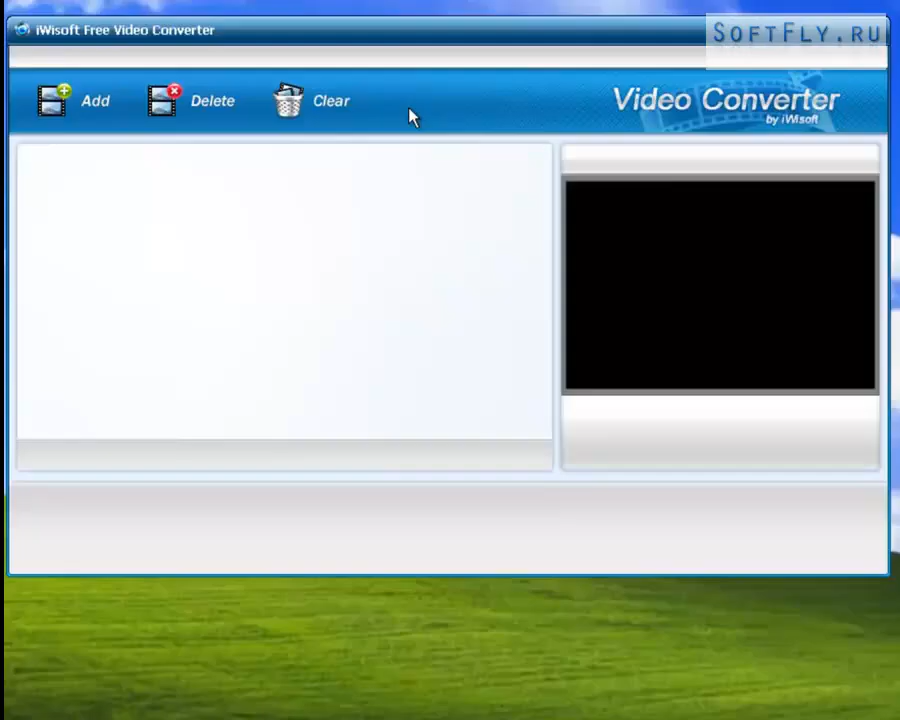 iWisoft Free Video Converter
SOFTFLY.RU
Add
Delete
Clear
Video Converter
by iWisoft